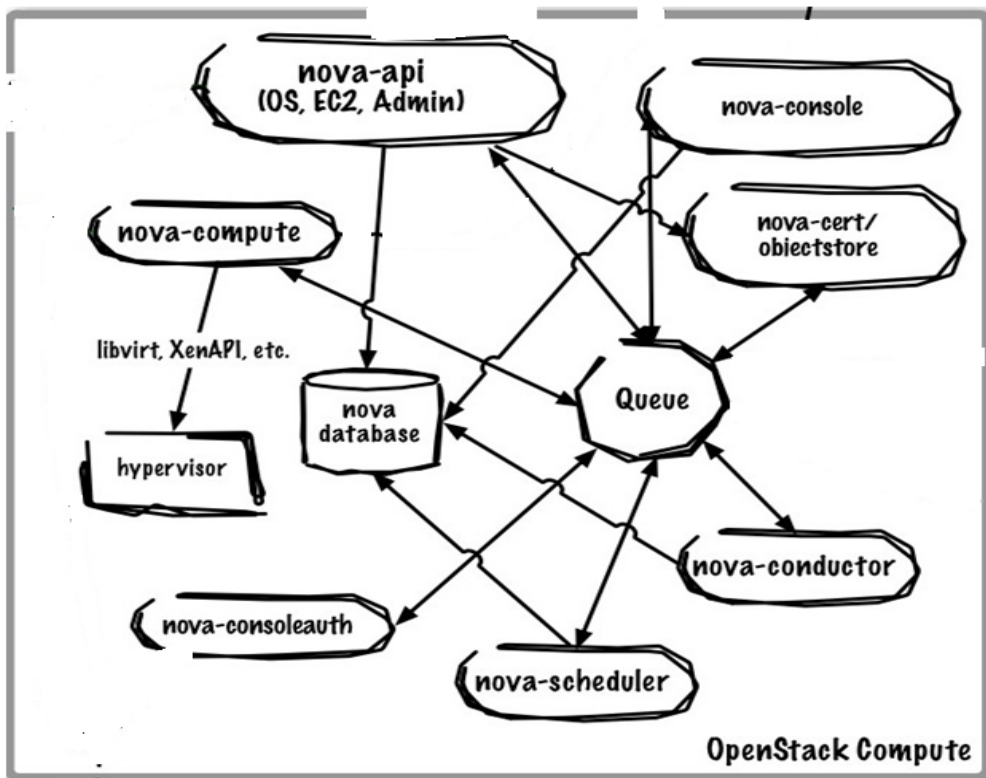 nova-api
(OS, EC2, Admin)
nova-console
nova-compute
nova-cert/
objectstore
libvirt, XenAPI, etc.
nova
database
Queue
hypervisor
nova-conductor
nova-consoleauth
nova-scheduler
OpenStack Compute